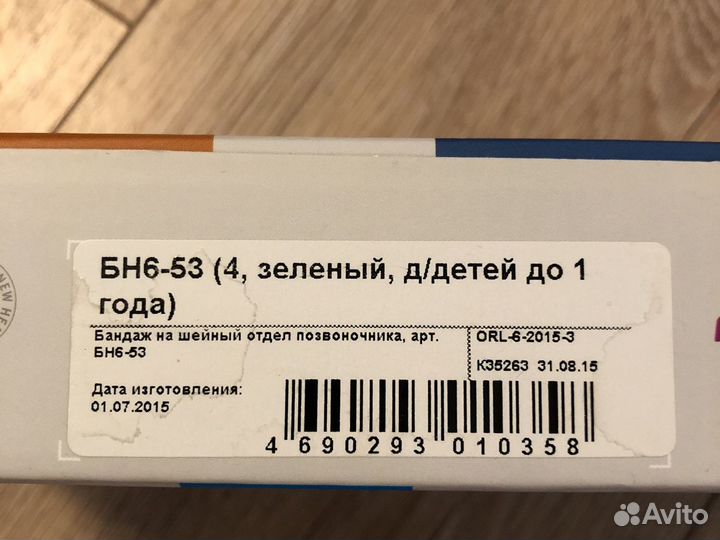 БН6-53 (4, зеленый, д/детей до 1
года)
Бандаж на шейный отдел позвоночника, арт.
БН6-53
ORL-6-2015-3
К35263 31.08.15
Дата изготовления:
01.07.2015
4 690293 010358
NEW
Avito